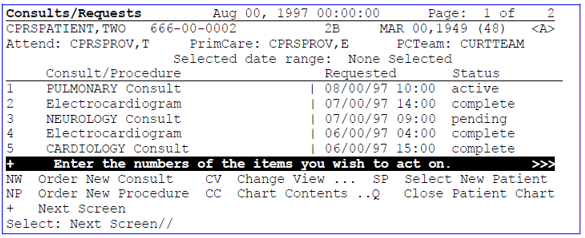 Consults/Requests Aug 00, 1997 00:00:00 Page: 1 of 2
CPRSPATIENT,TWO 666-00-0002 2B MAR 00,1949 (48) <A>
Attend: CPRSPROV,T PrimCare: CPRSPROV,E PCTeam: CURTTEAM
Selected date range: None Selected
Consult/Procedure Requested Status
1 PULMONARY Consult | 08/00/97 10:00 active
2 Electrocardiogram | 07/00/97 14:00 complete
3 NEUROLOGY Consult | 07/00/97 09:00 pending
4 Electrocardiogram | 06/00/97 04:00 complete
5 CARDIOLOGY Consult | 06/00/97 15:00 complete
+ Enter the numbers of the items you wish to act on. >>>
NW Order New Consult CV Change View ... SP Select New Patient
NP Order New Procedure CC Chart Contents ..Q Close Patient Chart
+ Next Screen
Select: Next Screen//